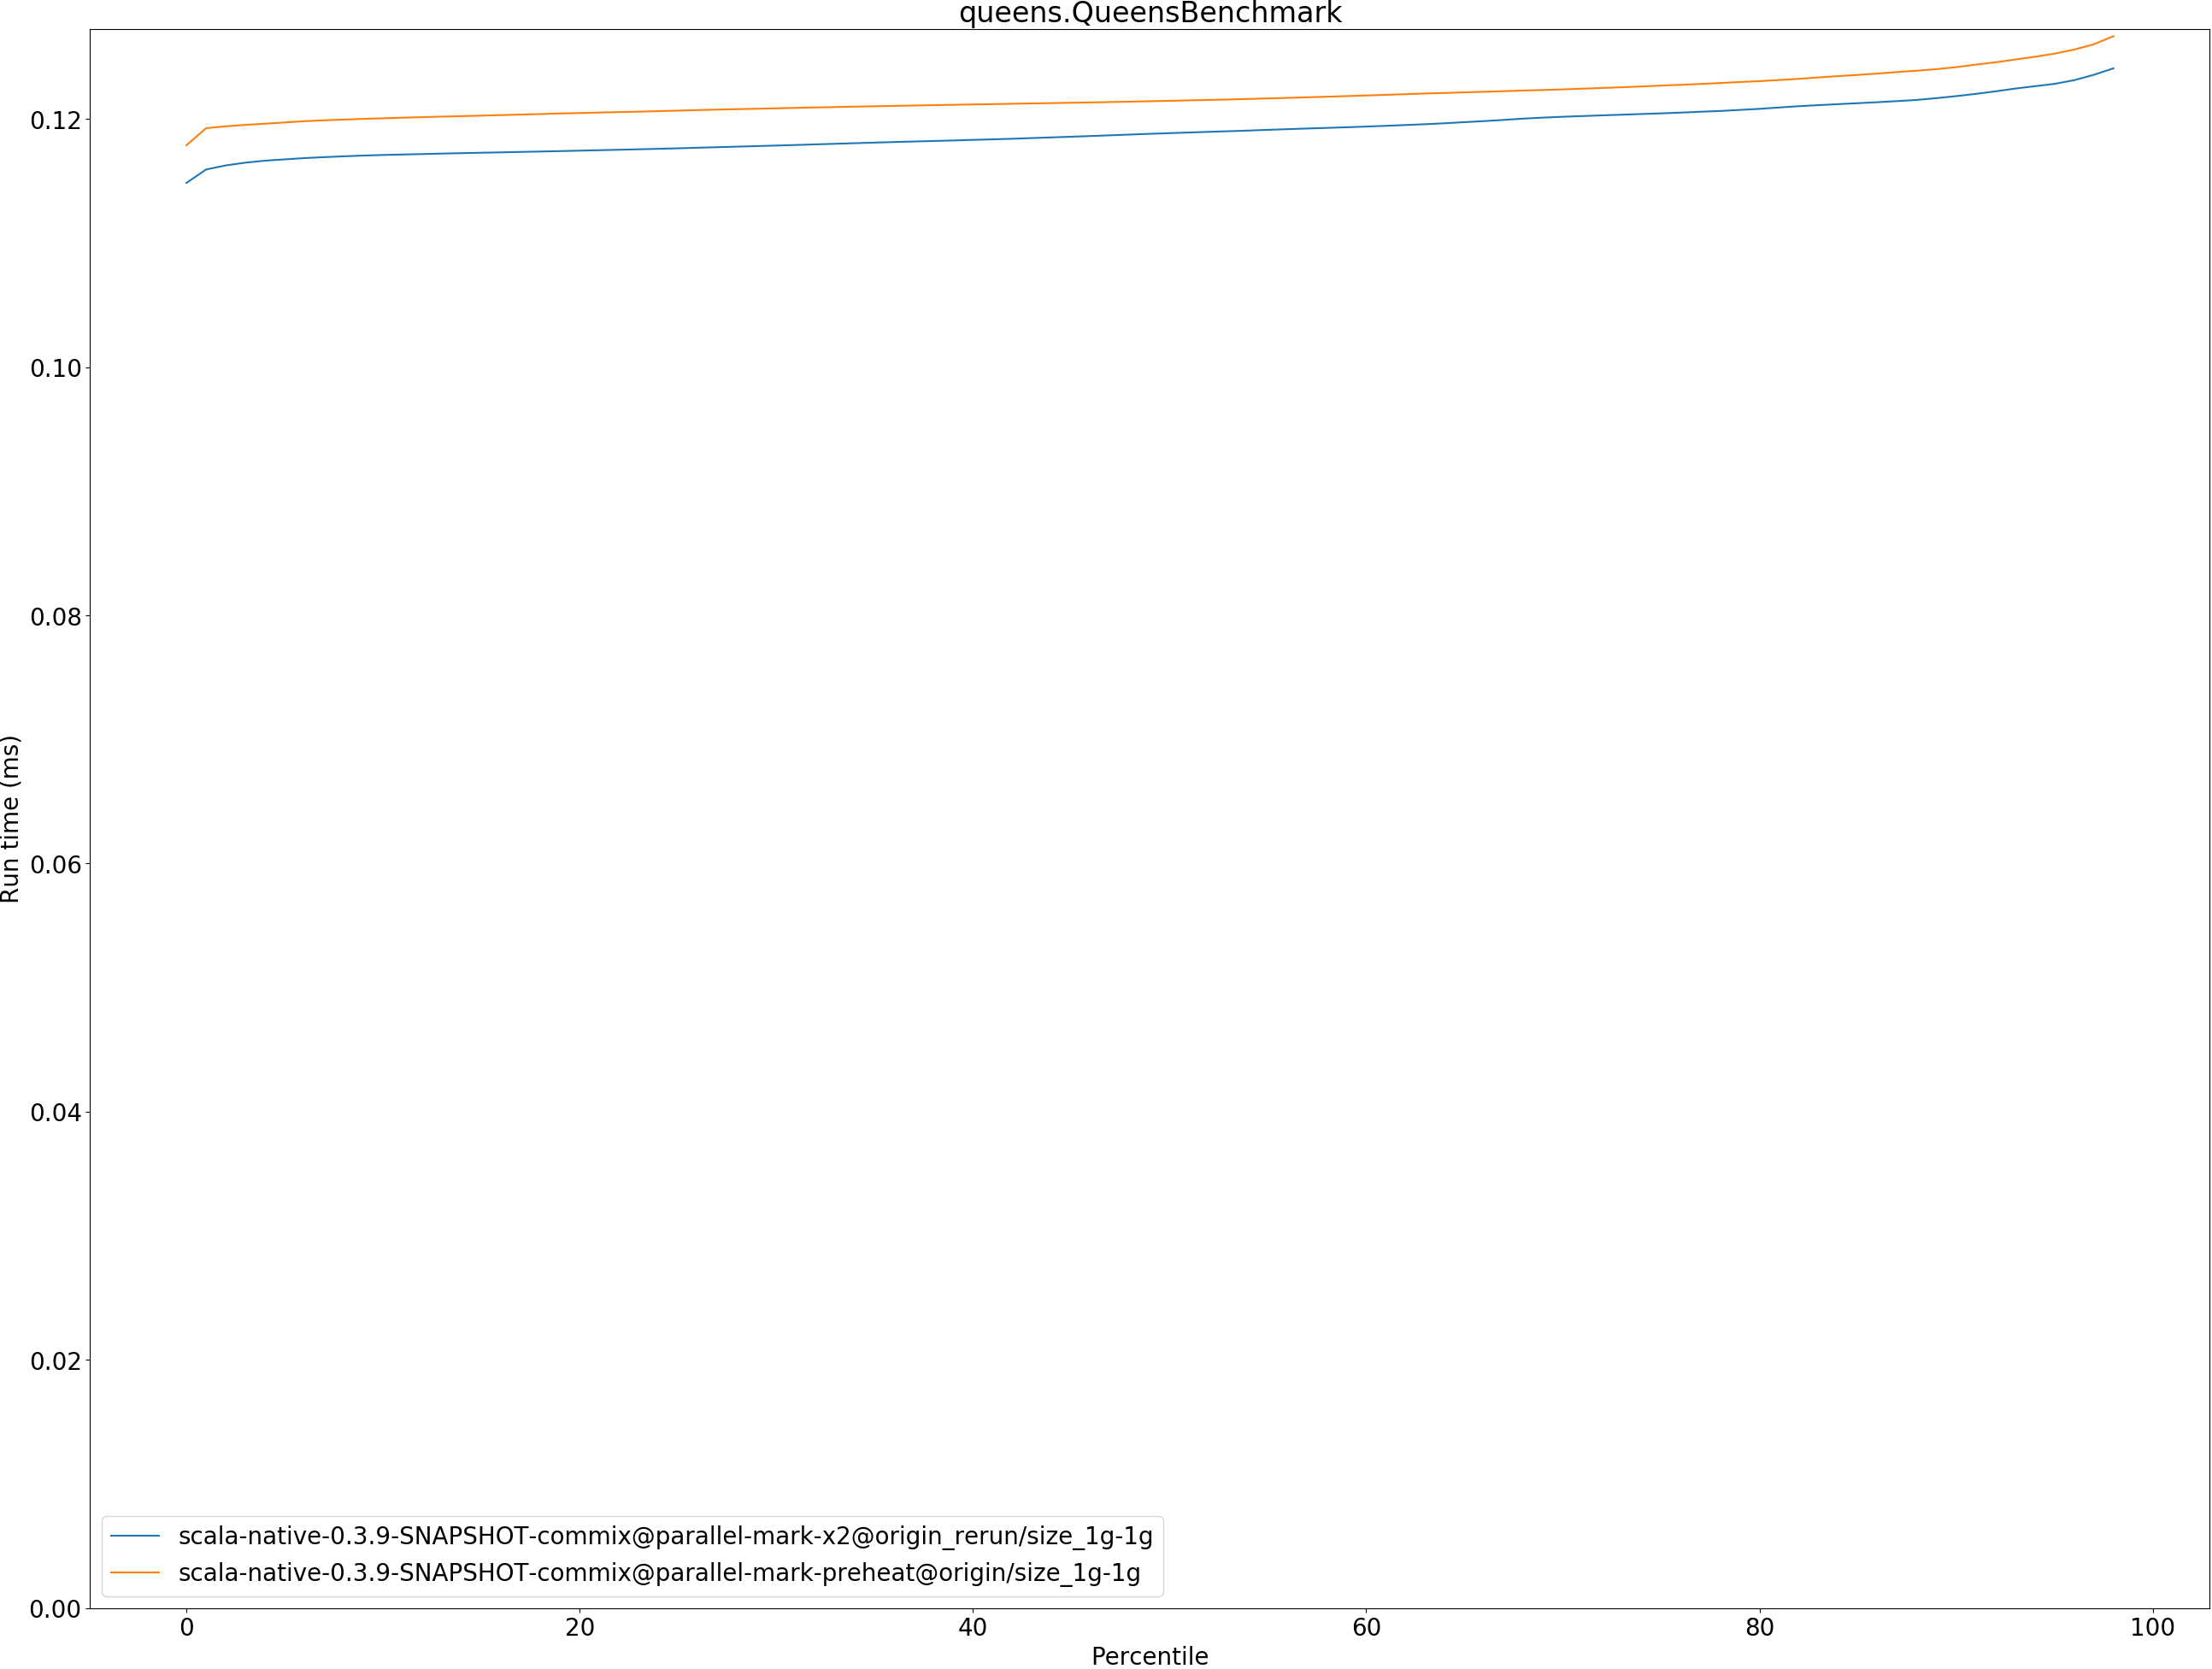 queens.QueensBenchmark
0.12
0.10
0.08
0.06
0.04
0.02
0.00
Run time (ms)
scala-native-0.3.9-SNAPSHOT-commix@parallel-mark-x2@origin_rerun/size_1g-1g
scala-native-0.3.9-SNAPSHOT-commix@parallel-mark-preheat@origin/size_1g-1g
0 20 40 60 80 100
Percentile